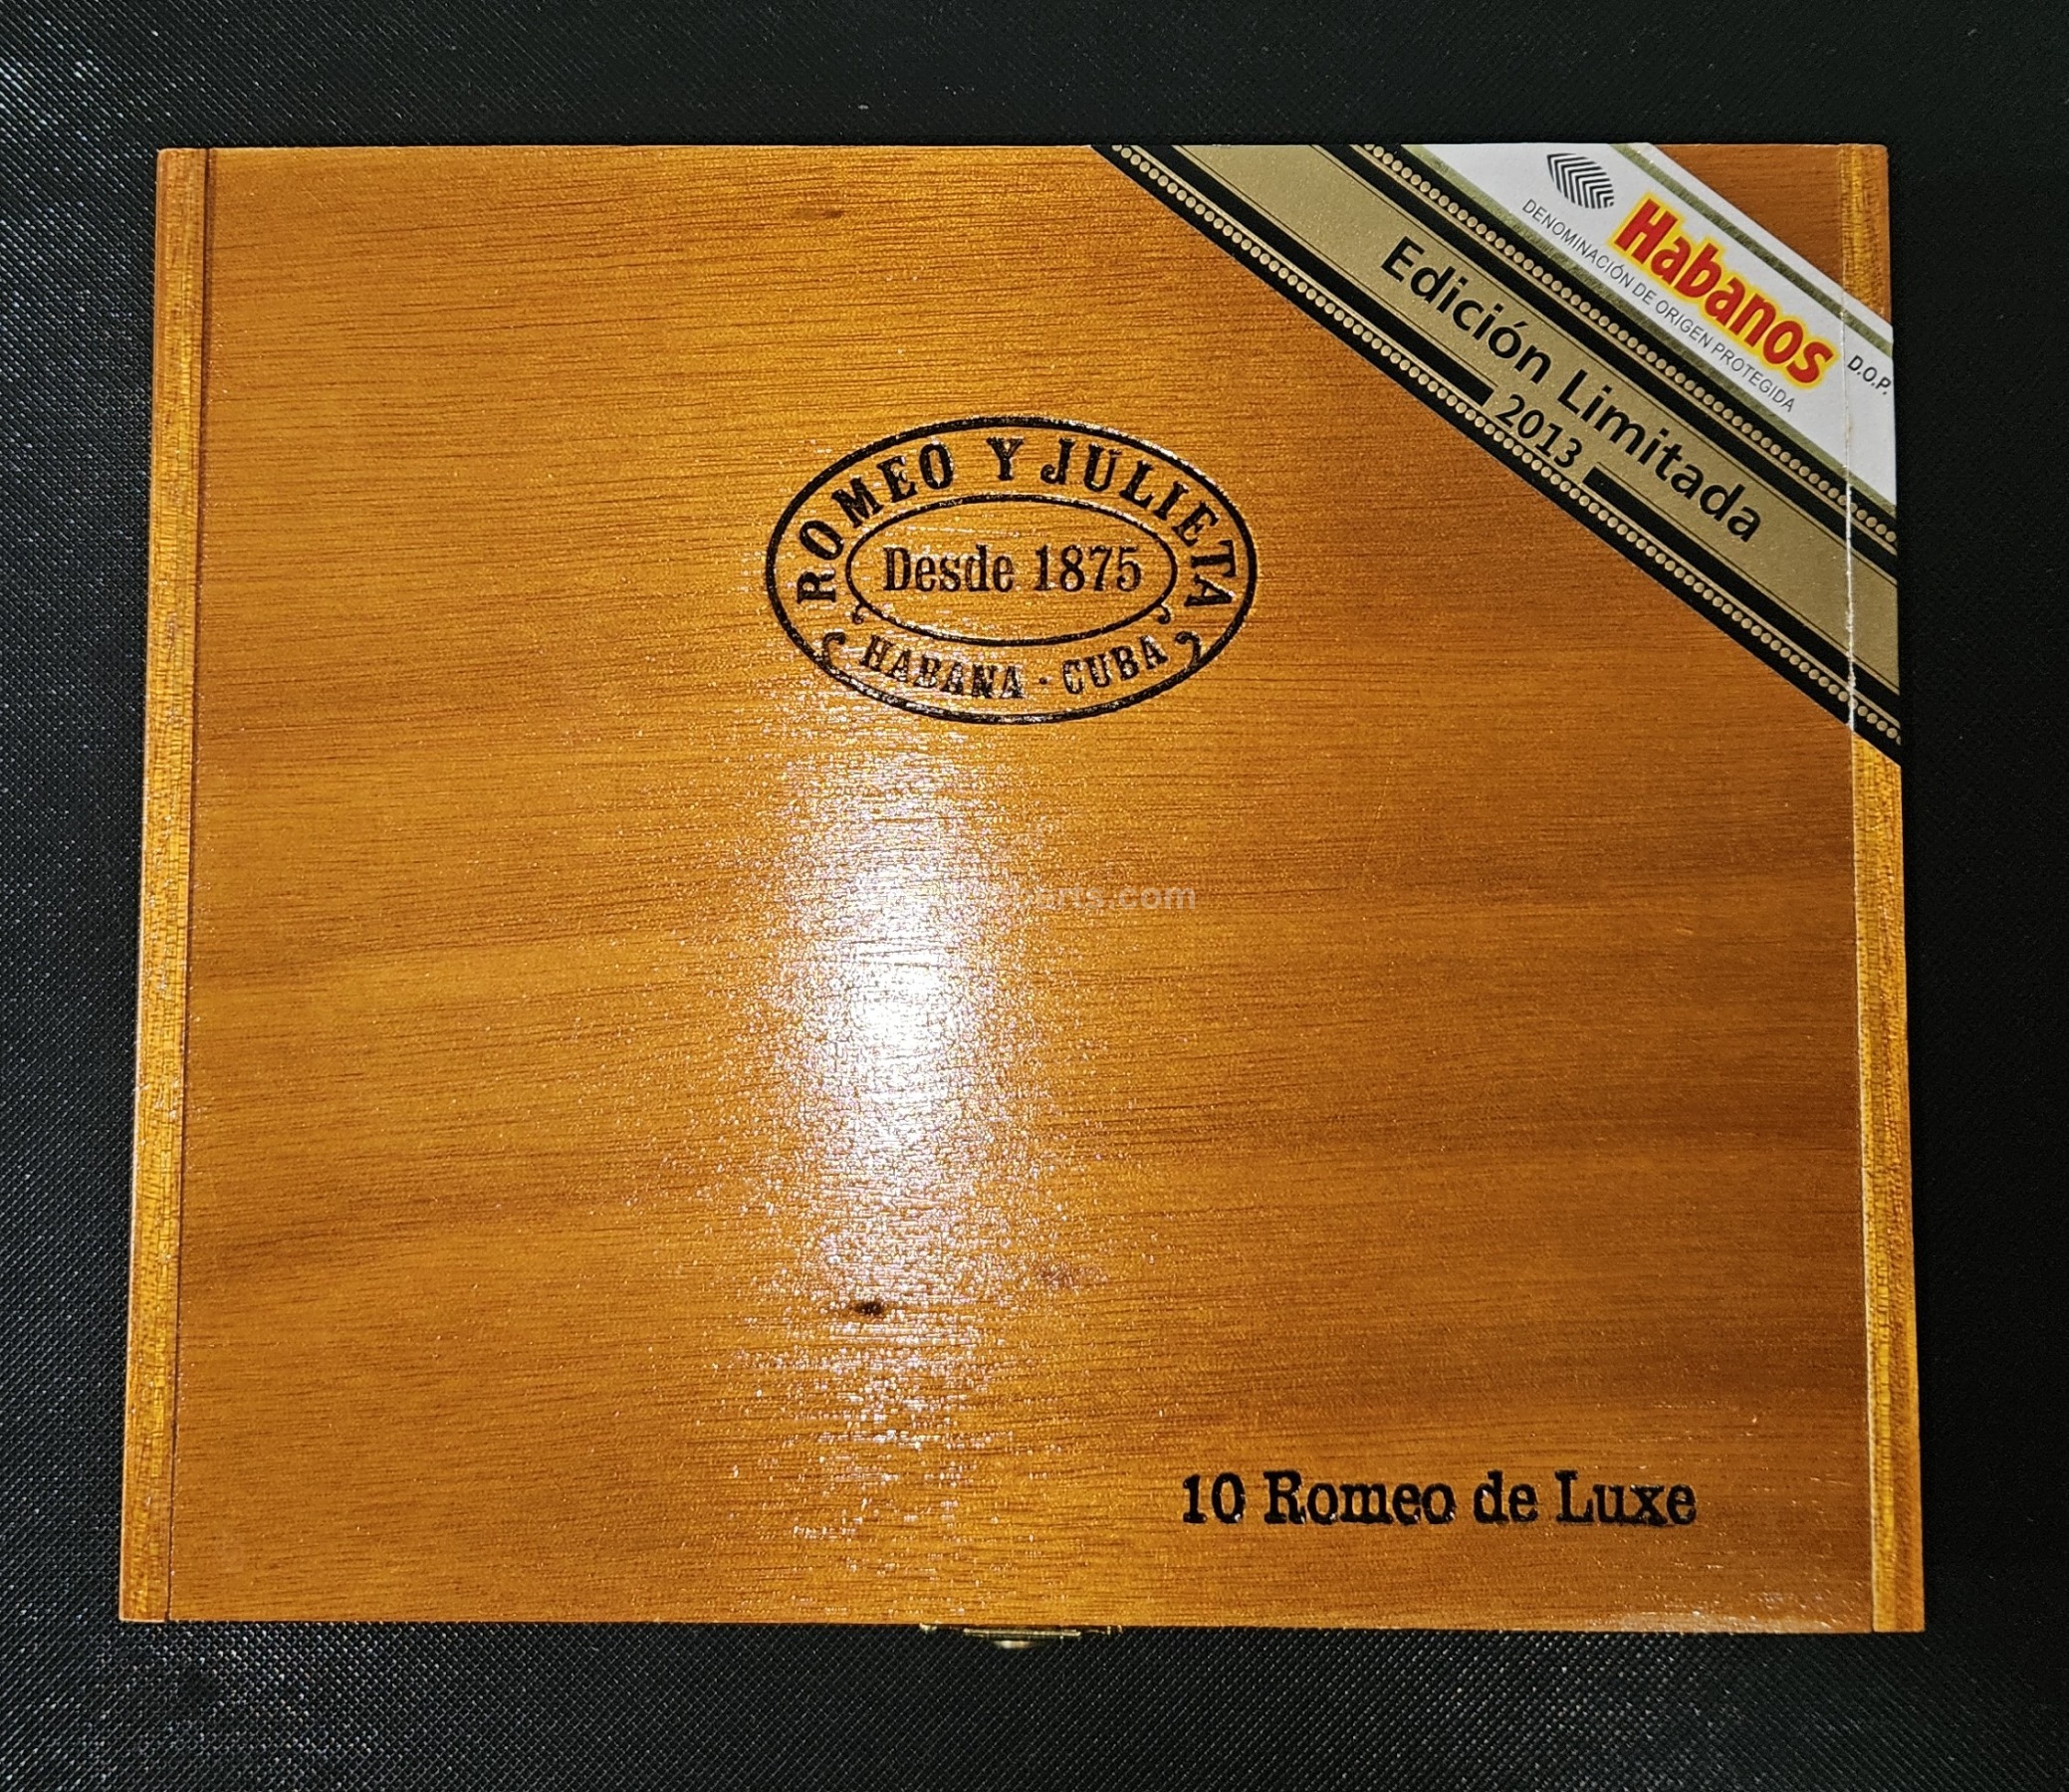 Habanos
D.O.P.
DENOMINACIÓN DE ORIGEN PROTEGIDA
Edición Limitada
2013
ROMEO Y JULIETA
Desde 1875
HABANA · CUBA
10 Romeo de Luxe